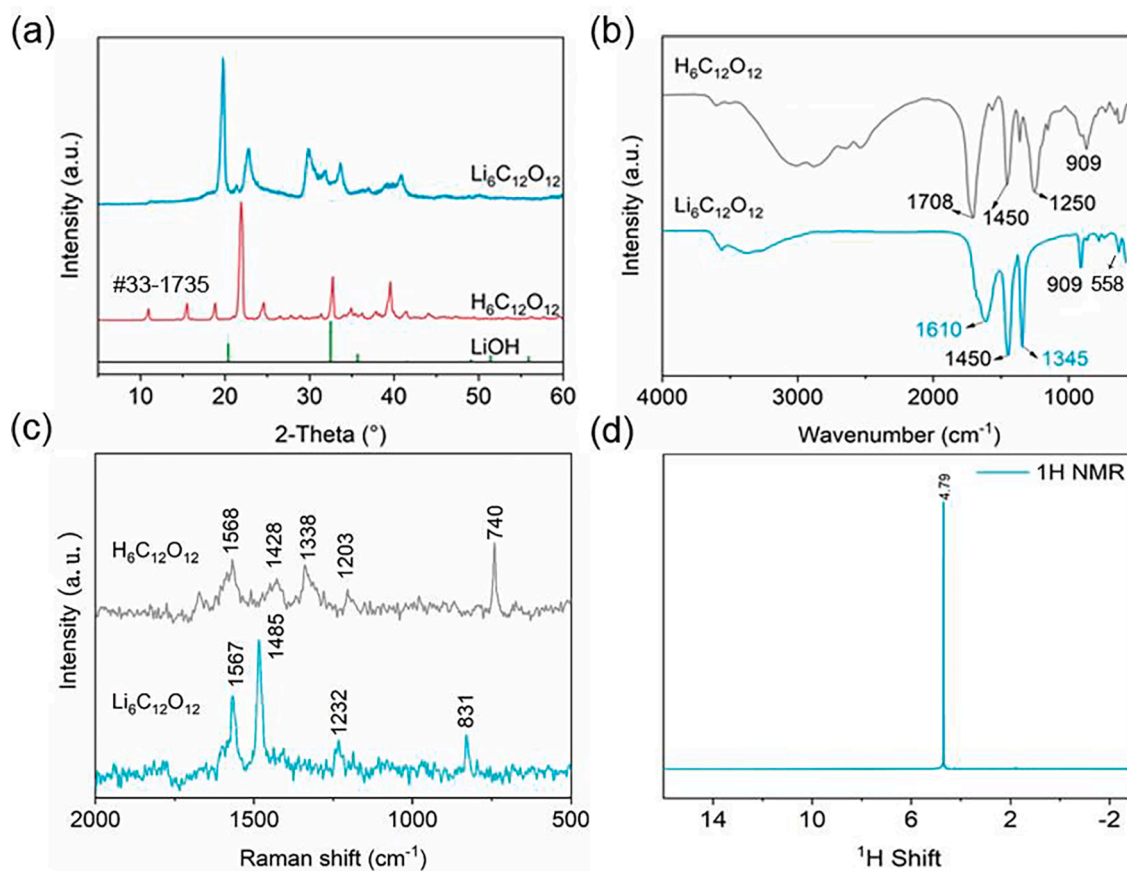 (a)
Li6C12O12
#33-1735
H6C12O12
LiOH
Intensity (a.u.)
10 20 30 40 50 60
2-Theta (°)
(b)
H6C12O12
909
1708 1450 1250
Li6C12O12
909 558
1610
1450 1345
Intensity (a.u.)
4000 3000 2000 1000
Wavenumber (cm-1)
(c)
H6C12O12
1568
1428
1338
1203
740
Li6C12O12
1567
1485
1232
831
Intensity (a. u.)
2000 1500 1000 500
Raman shift (cm-1)
(d)
4.79
1H NMR
14 10 6 2 -2
1H Shift